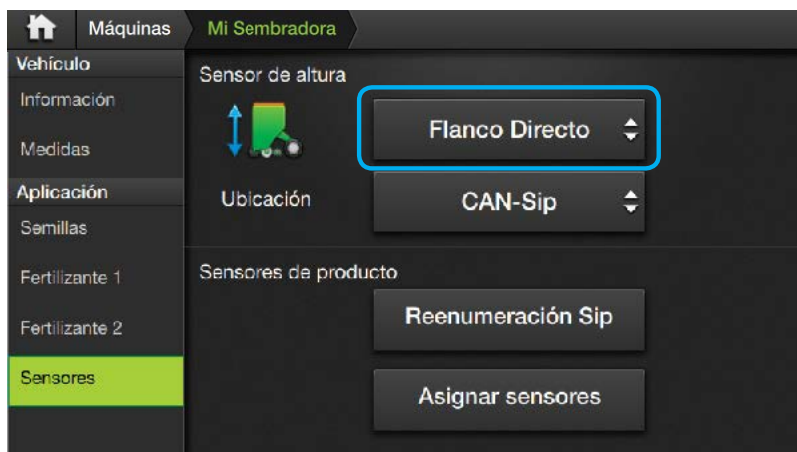 Máquinas
Mi Sembradora
Vehículo
Información
Medidas
Aplicación
Semillas
Fertilizante 1
Fertilizante 2
Sensores
Sensor de altura
Flanco Directo
Ubicación
CAN-Sip
Sensores de producto
Reenumeración Sip
Asignar sensores